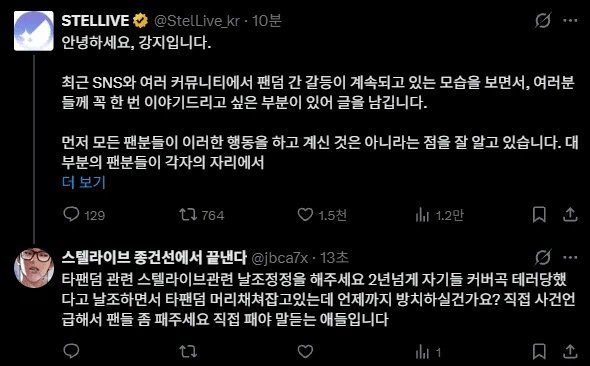 STELLIVE @StelLive_kr · 10분
안녕하세요, 강지입니다.
최근 SNS와 여러 커뮤니티에서 팬덤 간 갈등이 계속되고 있는 모습을 보면서, 여러분
들께 꼭 한 번 이야기드리고 싶은 부분이 있어 글을 남깁니다.
먼저 모든 팬분들이 이러한 행동을 하고 계신 것은 아니라는 점을 잘 알고 있습니다. 대
부분의 팬분들이 각자의 자리에서
더 보기
129 764 1.5천 1.2만
스텔라이브 종건선에서 끝낸다 @jbca7x · 13초
타팬덤 관련 스텔라이브관련 날조정정을 해주세요 2년넘게 자기들 커버곡 테러당했
다고 날조하면서 타팬덤 머리채쳐잡고있는데 언제까지 방치하실건가요? 직접 사건언
급해서 팬들 좀 패주세요 직접 패야 말듣는 애들입니다
1